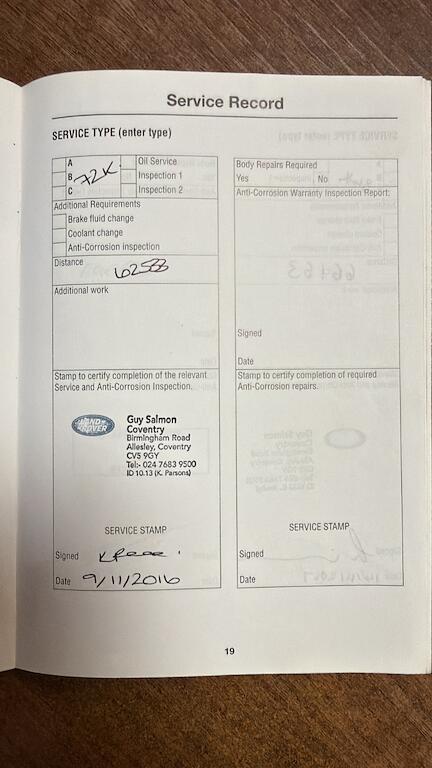 Service Record
SERVICE TYPE (enter type)
A
B
C
72K
Oil Service
Inspection 1
Inspection 2
Additional Requirements
Brake fluid change
Coolant change
Anti-Corrosion inspection
Distance
62588
Additional work
Stamp to certify completion of the relevant
Service and Anti-Corrosion Inspection.
LAND
ROVER
Guy Salmon
Coventry
Birmingham Road
Allesley, Coventry
CV5 9GY
Tel:- 024 7683 9500
ID 10.13 (K. Parsons)
SERVICE STAMP
Signed
Date 9/11/2016
Body Repairs Required
Yes No
Anti-Corrosion Warranty Inspection Report:
Signed
Date
Stamp to certify completion of required
Anti-Corrosion repairs.
SERVICE STAMP
Signed
Date
19